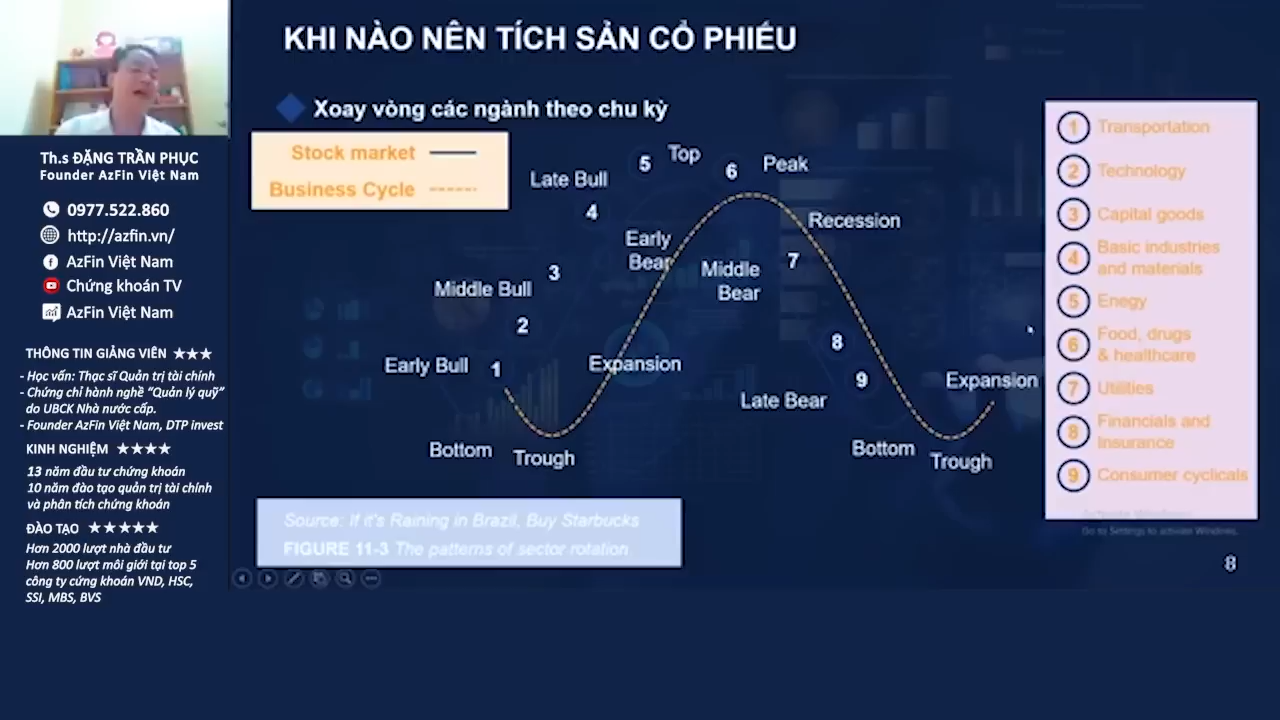 KHI NÀO NÊN TÍCH SẢN CỔ PHIẾU
Xoay vòng các ngành theo chu kỳ
Stock market
Business Cycle
Th.s ĐẶNG TRẦN PHỤC
Founder AzFin Việt Nam
0977.522.860
http://azfin.vn/
AzFin Việt Nam
Chứng khoán TV
AzFin Việt Nam
THÔNG TIN GIẢNG VIÊN ★★★
- Học vấn: Thạc sĩ Quản trị tài chính
- Chứng chỉ hành nghề “Quản lý quỹ”
do UBCK Nhà nước cấp.
- Founder AzFin Việt Nam, DTP invest
KINH NGHIỆM ★★★★
13 năm đầu tư chứng khoán
10 năm đào tạo quản trị tài chính
và phân tích chứng khoán
ĐÀO TẠO ★★★★★
Hơn 2000 lượt nhà đầu tư
Hơn 800 lượt môi giới tại top 5
công ty cứng khoán VND, HSC,
SSI, MBS, BVS
5 Top
6 Peak
Late Bull
4
Recession
Early
Bear
Middle
Bear
7
3
Middle Bull
2
8
Early Bull 1
Expansion
9
Expansion
Late Bear
Bottom
Trough
Bottom
Trough
1 Transportation
2 Technology
3 Capital goods
4 Basic industries
and materials
5 Enegy
6 Food, drugs
& healthcare
7 Utilities
8 Financials and
Insurance
9 Consumer cyclicals
Source: If it's Raining in Brazil, Buy Starbucks
FIGURE 11-3 The patterns of sector rotation.
Activate Windows
Go to Settings to activate Windows.
8